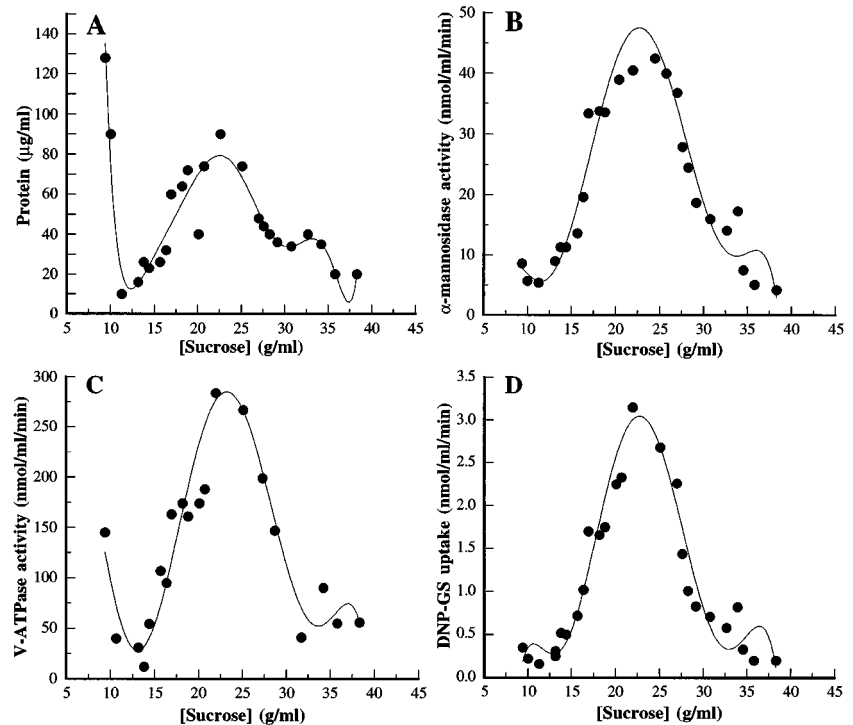 A
Protein (µg/ml)
140
120
100
80
60
40
20
0
5 10 15 20 25 30 35 40 45
[Sucrose] (g/ml)
B
α-mannosidase activity (nmol/ml/min)
50
40
30
20
10
0
5 10 15 20 25 30 35 40 45
[Sucrose] (g/ml)
C
V-ATPase activity (nmol/ml/min)
300
250
200
150
100
50
0
5 10 15 20 25 30 35 40 45
[Sucrose] (g/ml)
D
DNP-GS uptake (nmol/ml/min)
3.5
3.0
2.5
2.0
1.5
1.0
0.5
0.0
5 10 15 20 25 30 35 40 45
[Sucrose] (g/ml)